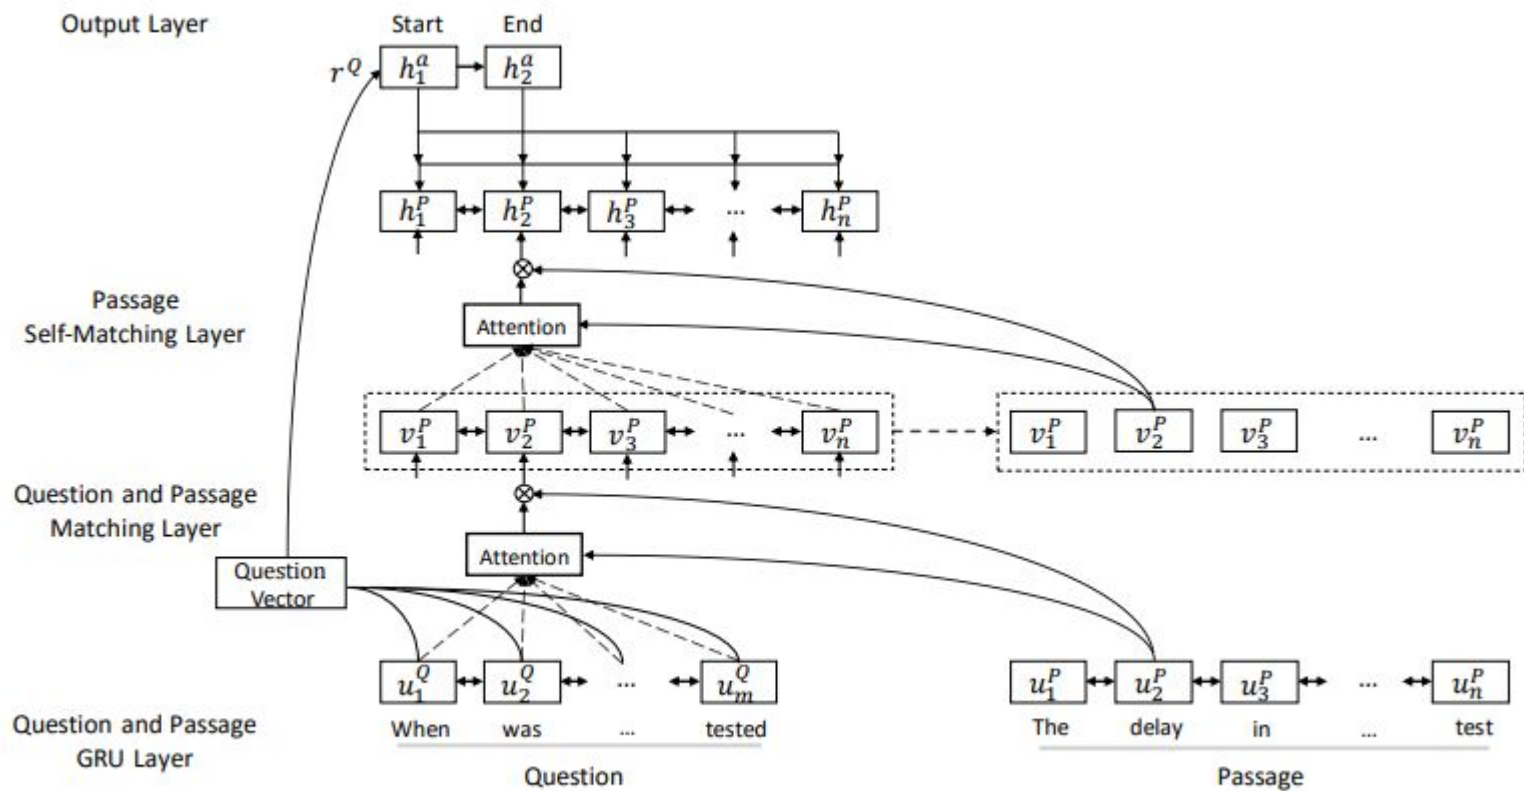 Output Layer Start End
r^Q h_1^a h_2^a
h_1^P h_2^P h_3^P ... h_n^P
Passage
Self-Matching Layer
Attention
v_1^P v_2^P v_3^P ... v_n^P v_1^P v_2^P v_3^P ... v_n^P
Question and Passage
Matching Layer
Attention
Question
Vector
u_1^Q u_2^Q ... u_m^Q u_1^P u_2^P u_3^P ... u_n^P
When was ... tested The delay in ... test
Question and Passage
GRU Layer
Question Passage